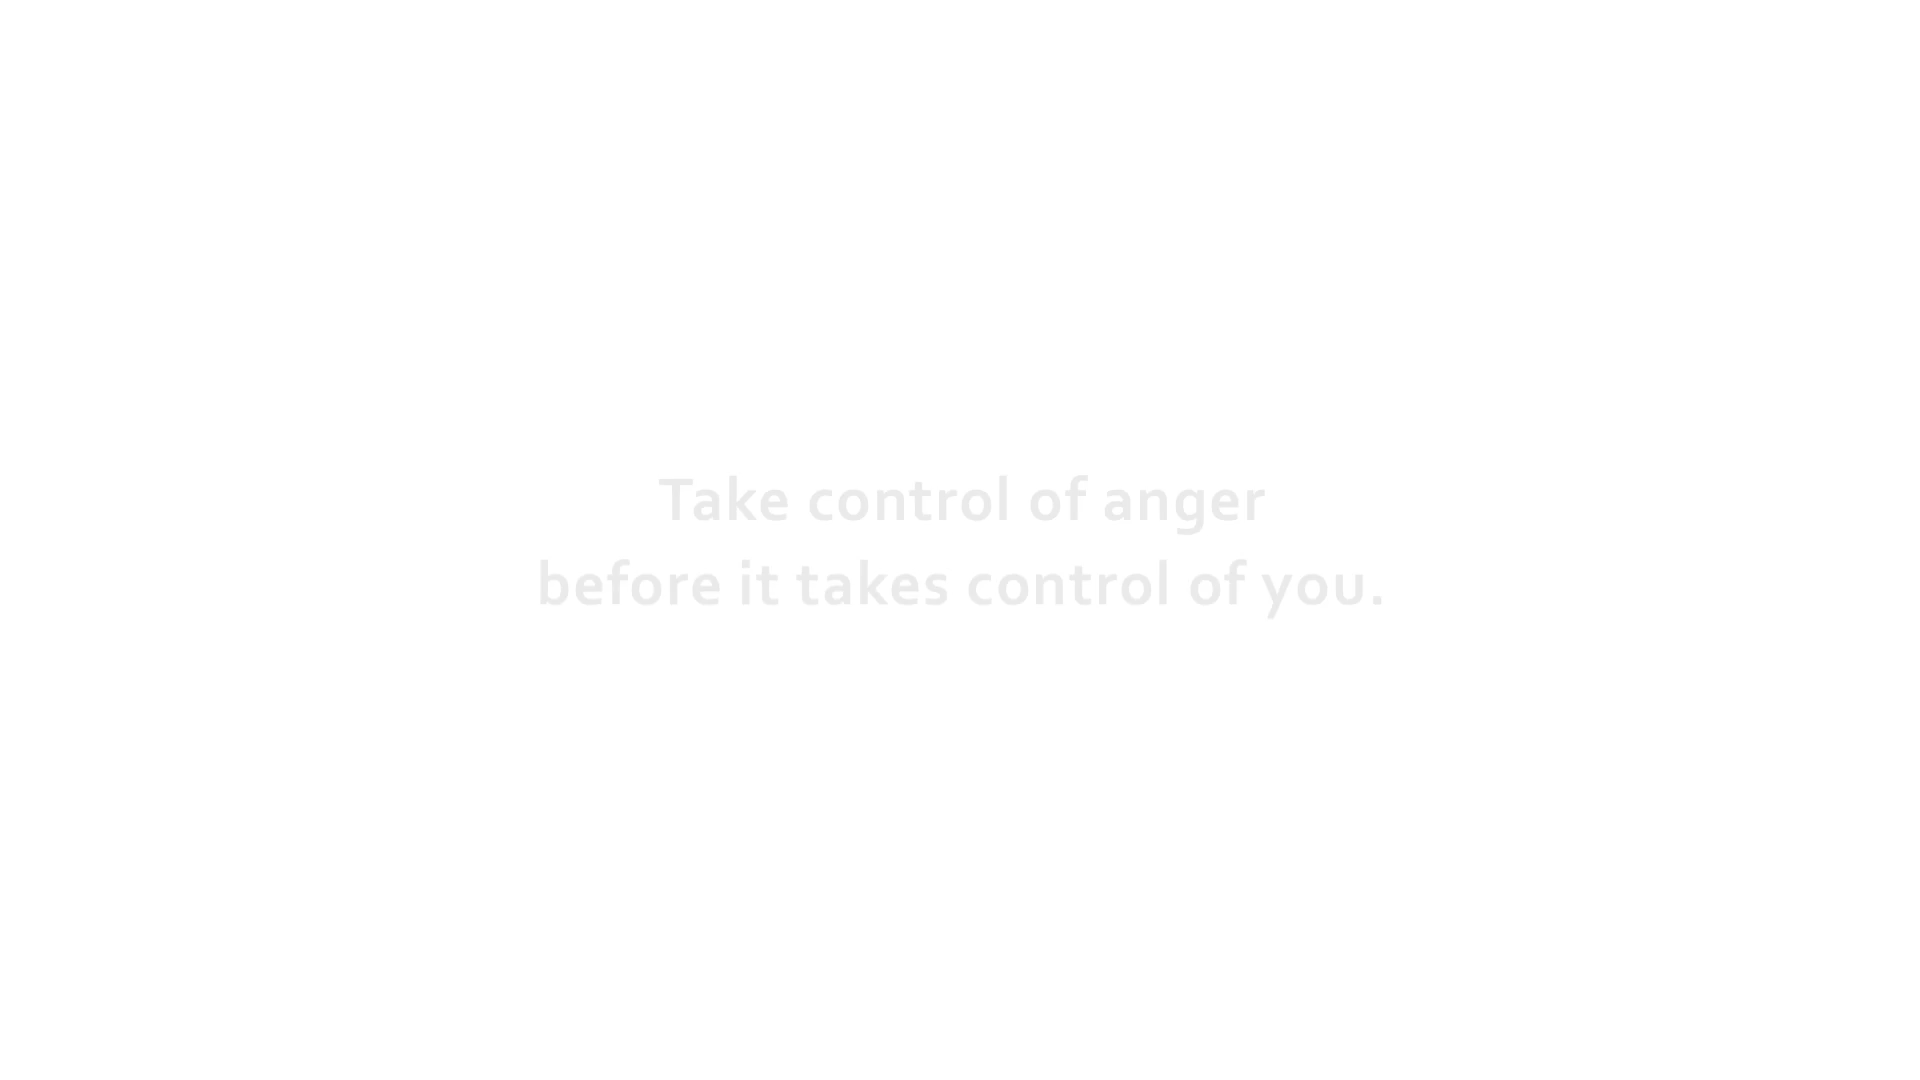 Take control of anger
before it takes control of you.